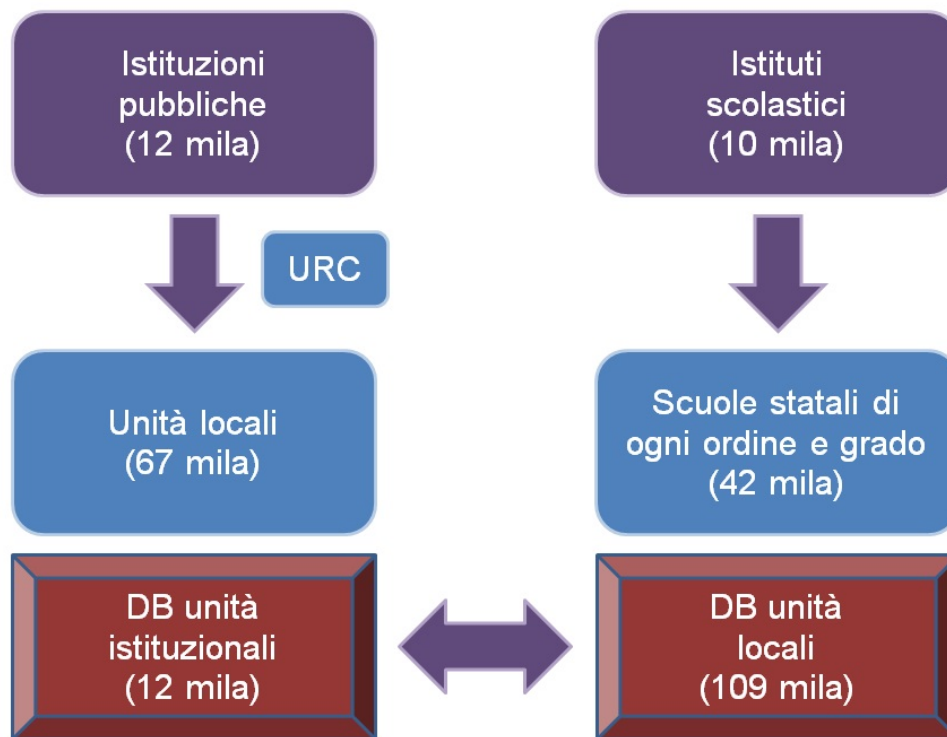 Istituzioni
pubbliche
(12 mila)
Istituti
scolastici
(10 mila)
URC
Unità locali
(67 mila)
Scuole statali di
ogni ordine e grado
(42 mila)
DB unità
istituzionali
(12 mila)
DB unità
locali
(109 mila)